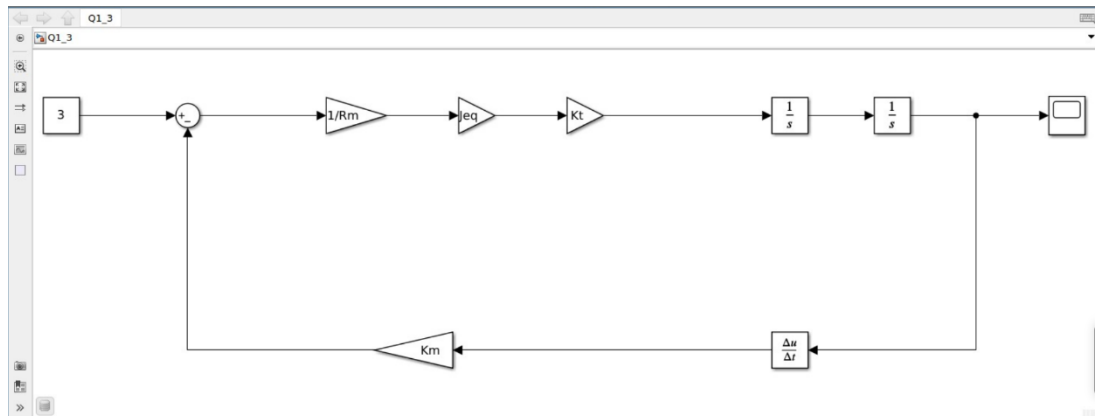 Q1_3
Q1_3
3
+
-
1/Rm
Jeq
Kt
1
s
1
s
Km
Δu
Δt